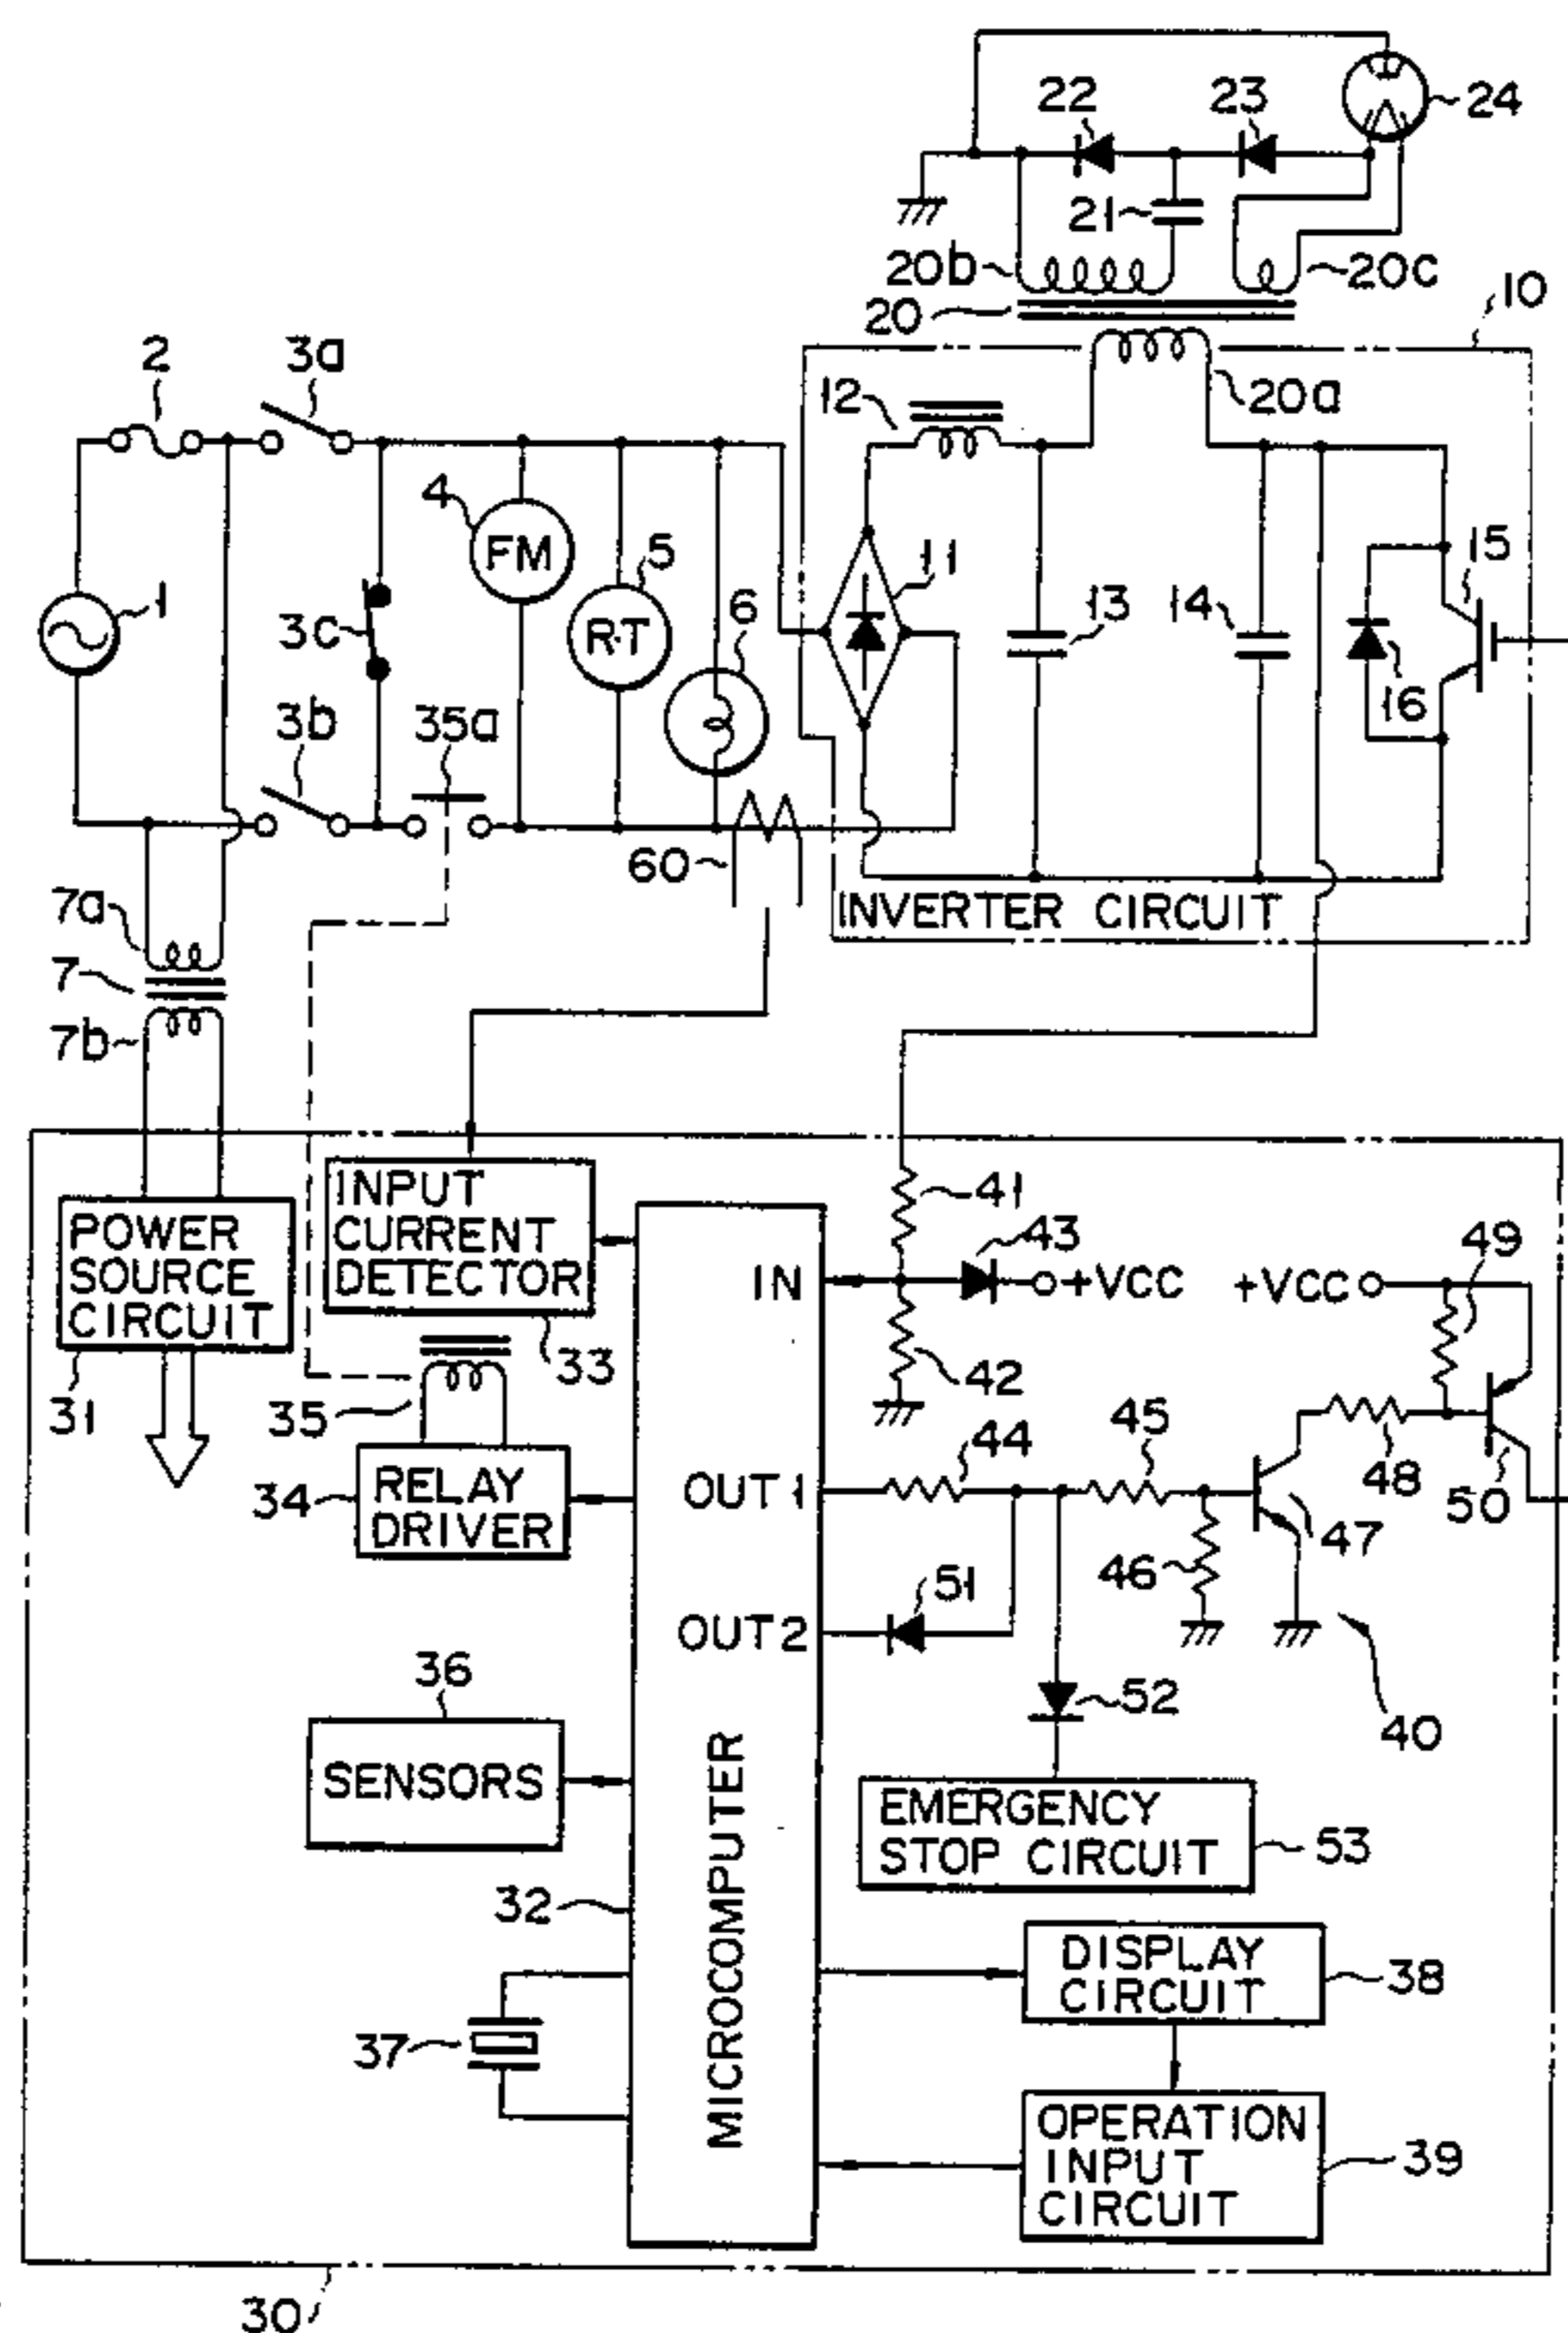 22 23 24
21
20b 20c
20 10
2 3a 12 20a
4 FM 5 11 15
1 3c RT 6 13 14
3b 35a 16
60
7a INVERTER CIRCUIT
7
7b
INPUT 41
POWER CURRENT 43 49
SOURCE DETECTOR IN +VCC +VCC
CIRCUIT
33 42
31 35 44 45 48 50
34 RELAY OUT1
DRIVER 47
46
51
OUT2
36 52
40
SENSORS
EMERGENCY
STOP CIRCUIT 53
32
MICROCOMPUTER
DISPLAY
CIRCUIT 38
37
OPERATION
INPUT 39
CIRCUIT
30